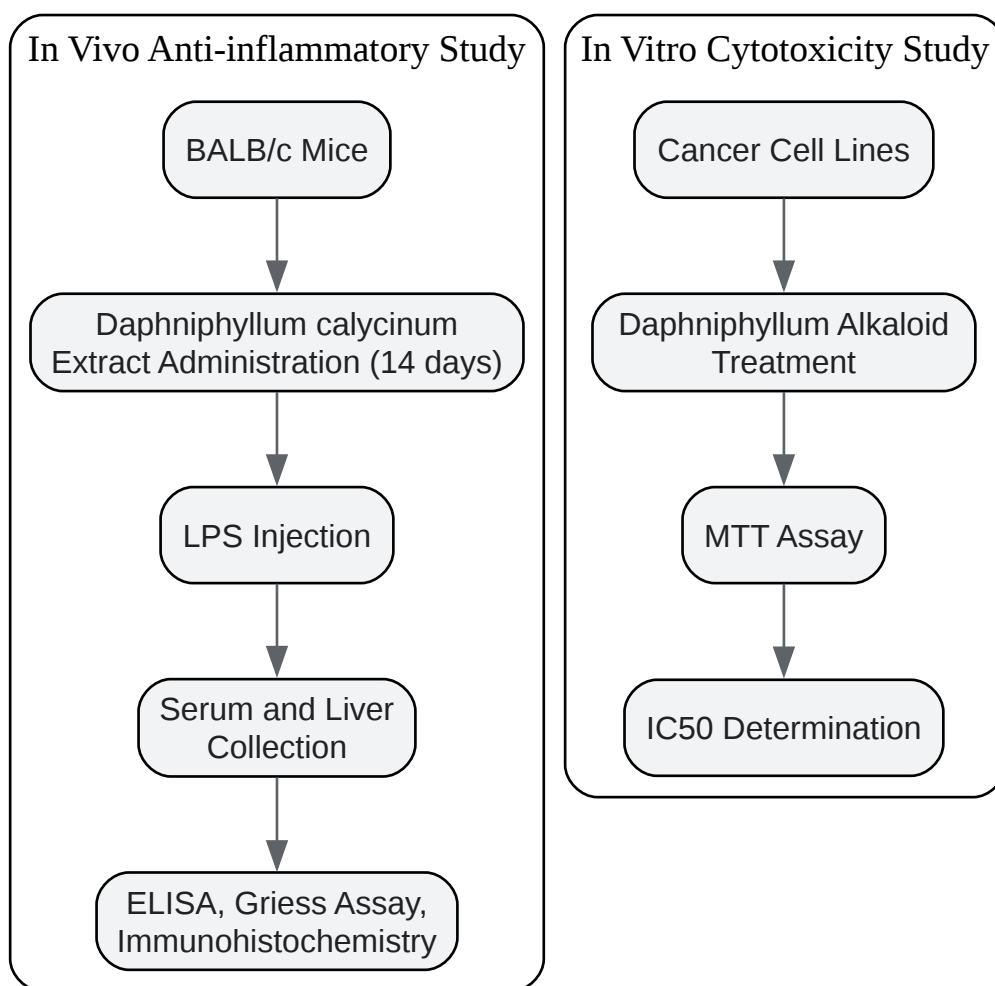 In Vivo Anti-inflammatory Study
BALB/c Mice
Daphniphyllum calycinum
Extract Administration (14 days)
LPS Injection
Serum and Liver
Collection
ELISA, Griess Assay,
Immunohistochemistry
In Vitro Cytotoxicity Study
Cancer Cell Lines
Daphniphyllum Alkaloid
Treatment
MTT Assay
IC50 Determination